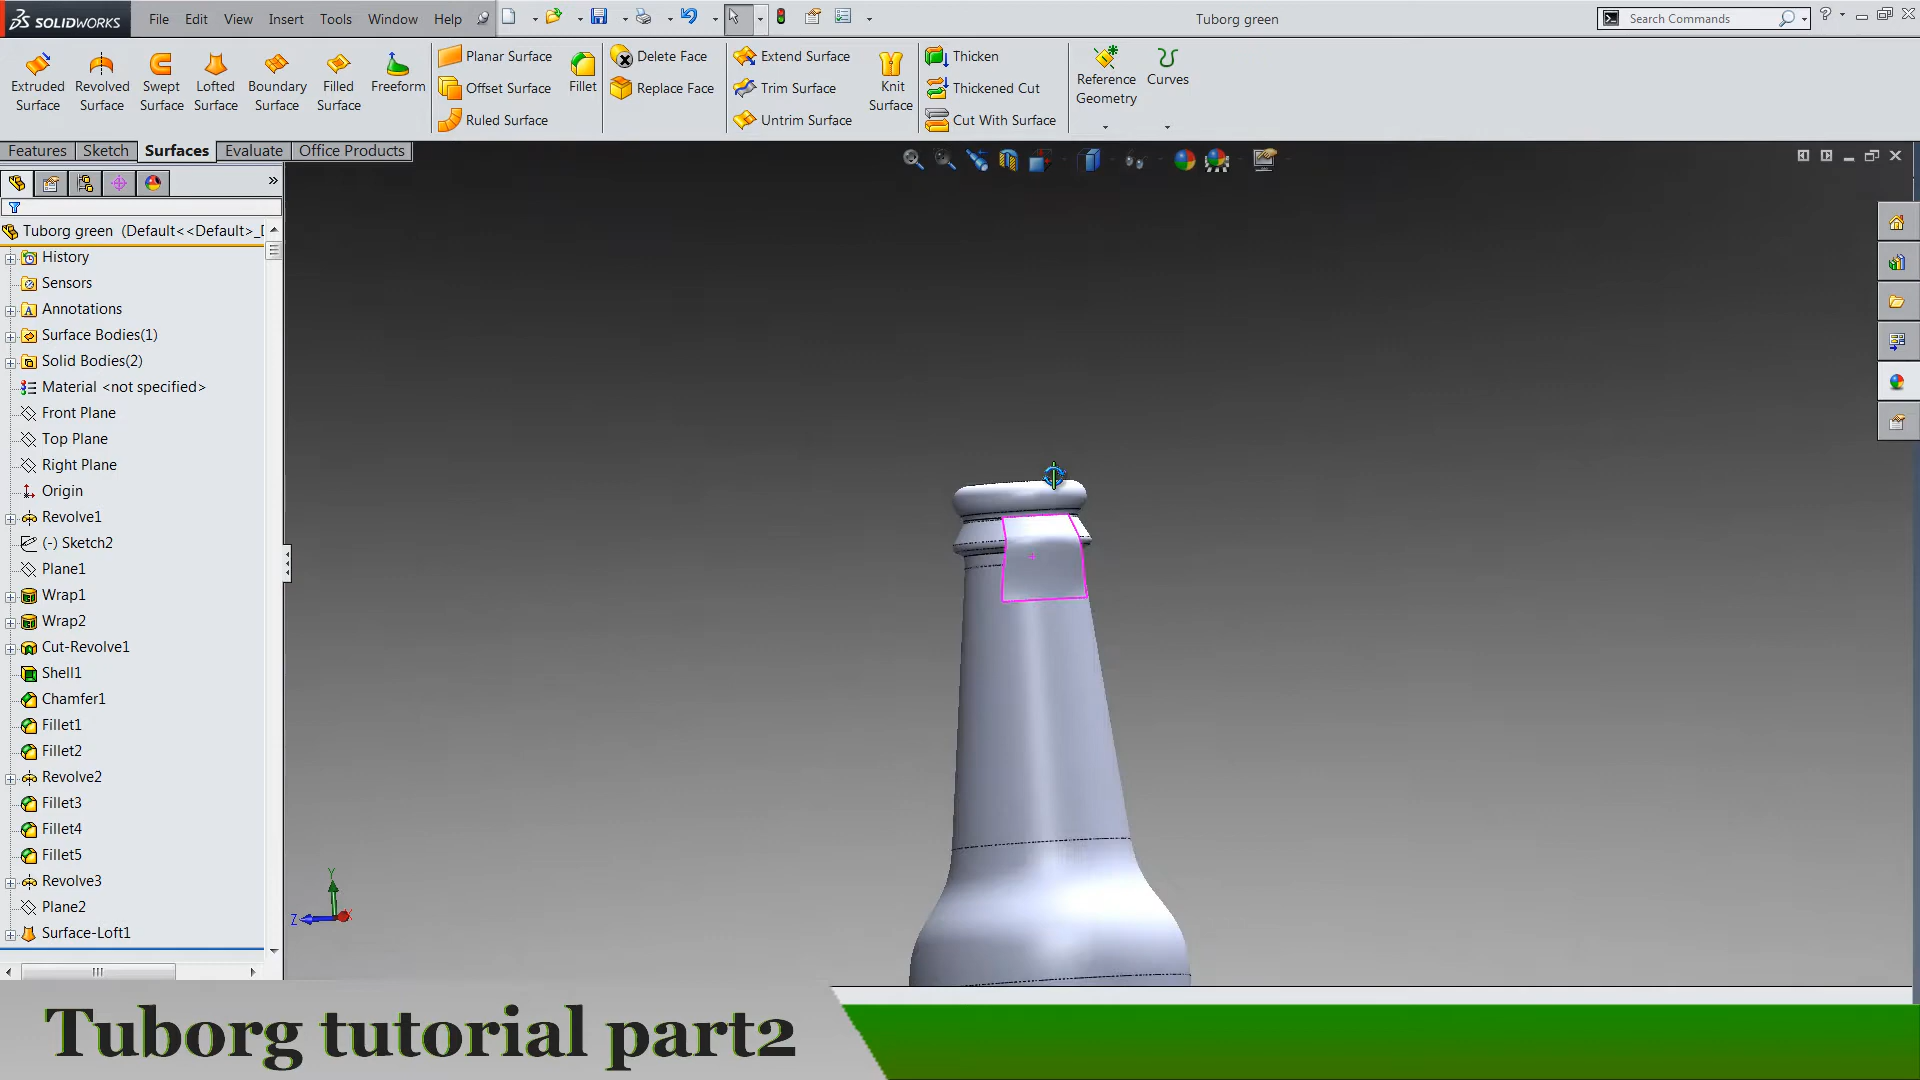 SOLIDWORKS File Edit View Insert Tools Window Help Tuborg green Search Commands
Extruded Surface
Revolved Surface
Swept Surface
Lofted Surface
Boundary Surface
Filled Surface
Freeform
Planar Surface
Offset Surface
Ruled Surface
Fillet
Delete Face
Replace Face
Extend Surface
Trim Surface
Untrim Surface
Knit Surface
Thicken
Thickened Cut
Cut With Surface
Reference Geometry
Curves
Features Sketch Surfaces Evaluate Office Products
Tuborg green (Default<<Default>_D
History
Sensors
Annotations
Surface Bodies(1)
Solid Bodies(2)
Material <not specified>
Front Plane
Top Plane
Right Plane
Origin
Revolve1
(-) Sketch2
Plane1
Wrap1
Wrap2
Cut-Revolve1
Shell1
Chamfer1
Fillet1
Fillet2
Revolve2
Fillet3
Fillet4
Fillet5
Revolve3
Plane2
Surface-Loft1
Y
Z
X
Tuborg tutorial part2